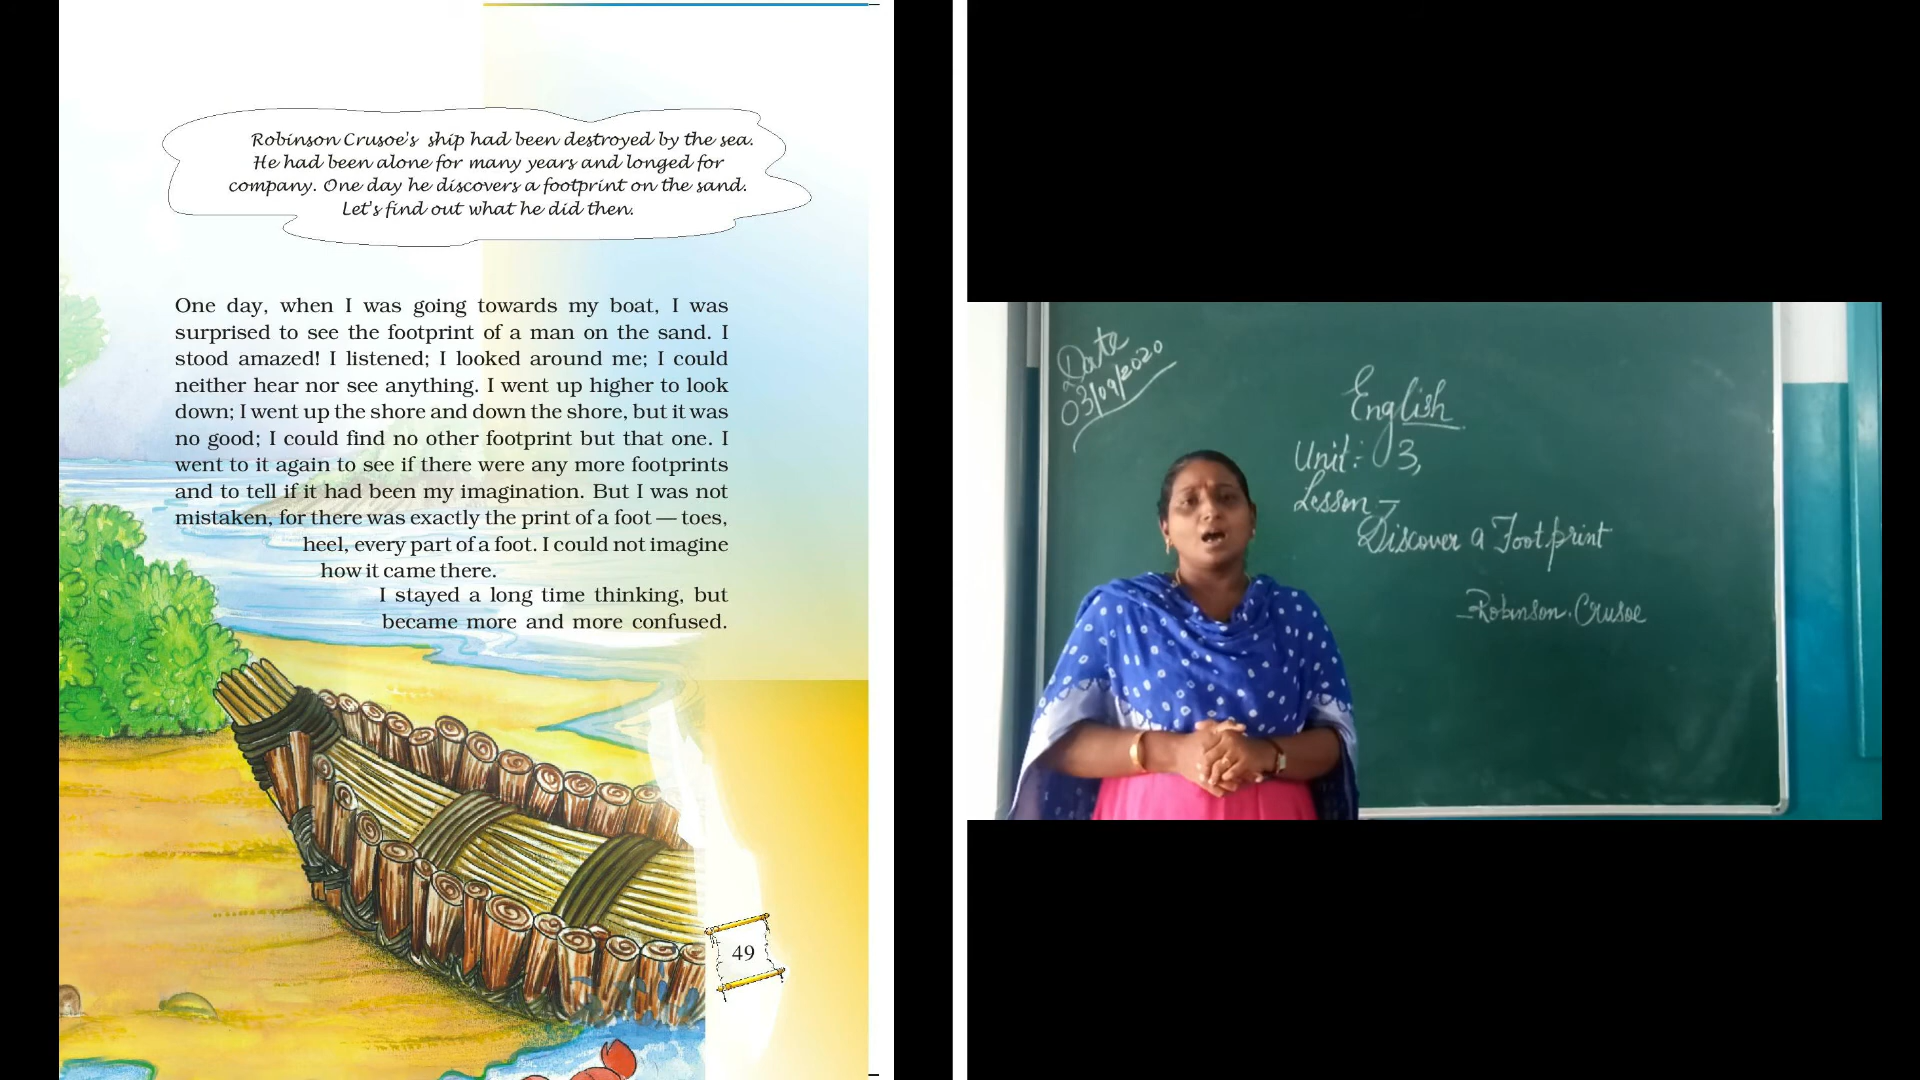 Robinson Crusoe's ship had been destroyed by the sea.
He had been alone for many years and longed for
company. One day he discovers a footprint on the sand.
Let's find out what he did then.
One day, when I was going towards my boat, I was
surprised to see the footprint of a man on the sand. I
stood amazed! I listened; I looked around me; I could
neither hear nor see anything. I went up higher to look
down; I went up the shore and down the shore, but it was
no good; I could find no other footprint but that one. I
went to it again to see if there were any more footprints
and to tell if it had been my imagination. But I was not
mistaken, for there was exactly the print of a foot — toes,
heel, every part of a foot. I could not imagine
how it came there.
I stayed a long time thinking, but
became more and more confused.
49
Date
03/09/2020
English
Unit:- 3,
Lesson -
Discover a Footprint
- Robinson. Crusoe